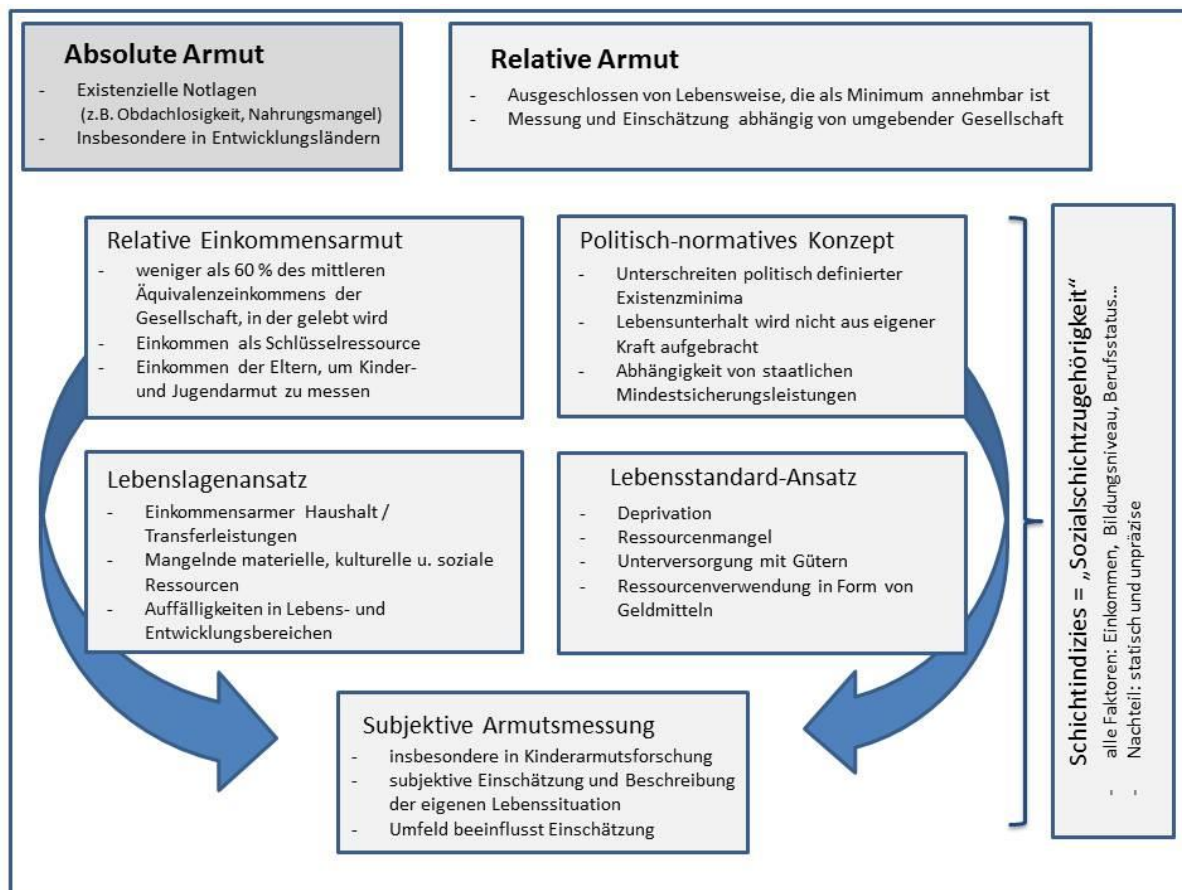 Absolute Armut
- Existenzielle Notlagen
(z.B. Obdachlosigkeit, Nahrungsmangel)
- Insbesondere in Entwicklungsländern
Relative Armut
- Ausgeschlossen von Lebensweise, die als Minimum annehmbar ist
- Messung und Einschätzung abhängig von umgebender Gesellschaft
Relative Einkommensarmut
- weniger als 60 % des mittleren
Äquivalenzeinkommens der
Gesellschaft, in der gelebt wird
- Einkommen als Schlüsselressource
- Einkommen der Eltern, um Kinder-
und Jugendarmut zu messen
Politisch-normatives Konzept
- Unterschreiten politisch definierter
Existenzminima
- Lebensunterhalt wird nicht aus eigener
Kraft aufgebracht
- Abhängigkeit von staatlichen
Mindestsicherungsleistungen
Lebenslagenansatz
- Einkommensarmer Haushalt /
Transferleistungen
- Mangelnde materielle, kulturelle u. soziale
Ressourcen
- Auffälligkeiten in Lebens- und
Entwicklungsbereichen
Lebensstandard-Ansatz
- Deprivation
- Ressourcenmangel
- Unterversorgung mit Gütern
- Ressourcenverwendung in Form von
Geldmitteln
Subjektive Armutsmessung
- insbesondere in Kinderarmutsforschung
- subjektive Einschätzung und Beschreibung
der eigenen Lebenssituation
- Umfeld beeinflusst Einschätzung
Schichtindizies = „Sozialschichtzugehörigkeit“
- alle Faktoren: Einkommen, Bildungsniveau, Berufsstatus...
- Nachteil: statisch und unpräzise